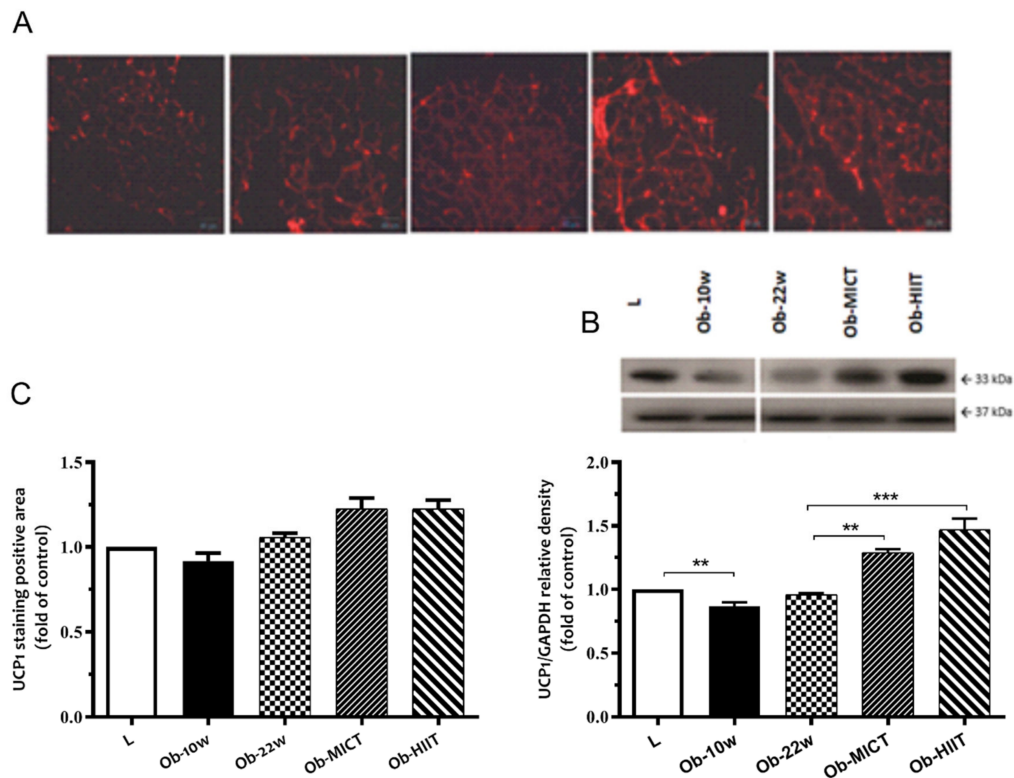 A
L
Ob-10w
Ob-22w
Ob-MICT
Ob-HIIT
B
← 33 kDa
← 37 kDa
C
UCP1 staining positive area
(fold of control)
1.5
1.0
0.5
0.0
L
Ob-10w
Ob-22w
Ob-MICT
Ob-HIIT
UCP1/GAPDH relative density
(fold of control)
2.0
1.5
1.0
0.5
0.0
**
**
***
L
Ob-10w
Ob-22w
Ob-MICT
Ob-HIIT